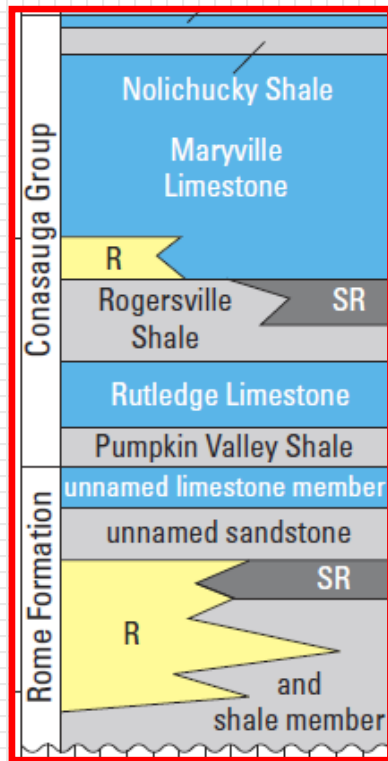 Conasauga Group
Nolichucky Shale
Maryville
Limestone
R
Rogersville
Shale
SR
Rutledge Limestone
Pumpkin Valley Shale
Rome Formation
unnamed limestone member
unnamed sandstone
SR
R
and
shale member